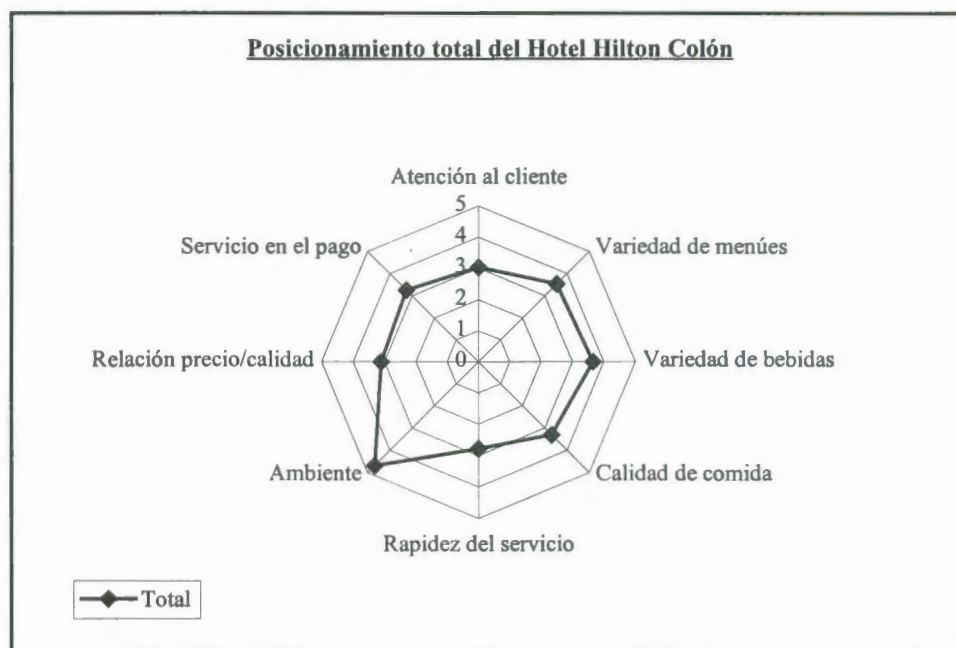 Posicionamiento total del Hotel Hilton Colón
Atención al cliente
5
Servicio en el pago
4
Variedad de menúes
3
2
1
Relación precio/calidad
0
Variedad de bebidas
Ambiente
Calidad de comida
Rapidez del servicio
Total